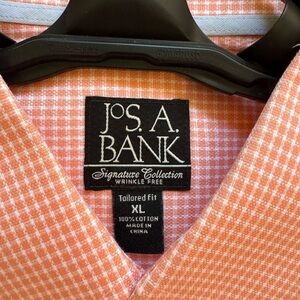 JOS. A.
BANK
Signature Collection
WRINKLE FREE
Tailored Fit
XL
100% COTTON
MADE IN
CHINA